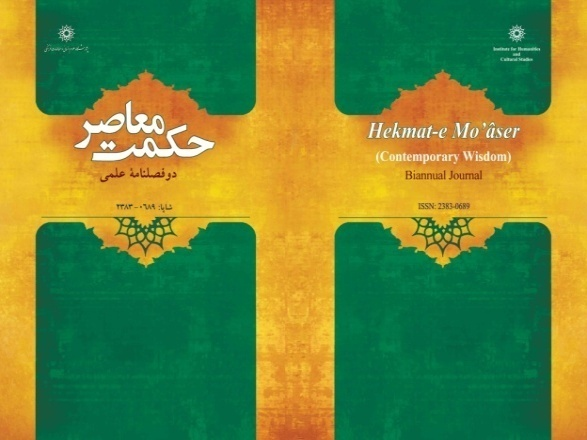 حکمت معاصر
دوفصلنامهٔ علمی
شاپا: ۰۶۸۹-۲۳۸۳
Institute for Humanities
and
Cultural Studies
Hekmat-e Mo’âser
(Contemporary Wisdom)
Biannual Journal
ISSN: 2383-0689